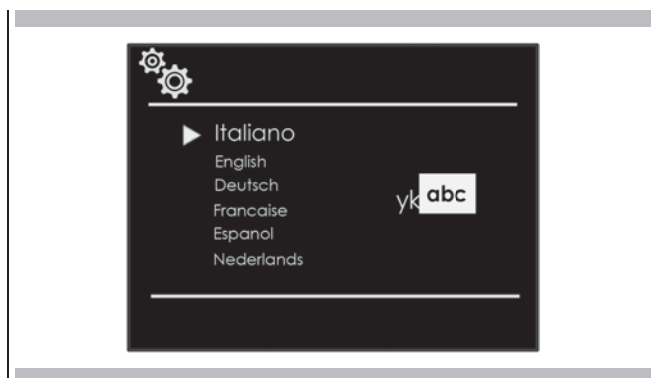 Italiano
English
Deutsch
Francaise
yk abc
Espanol
Nederlands